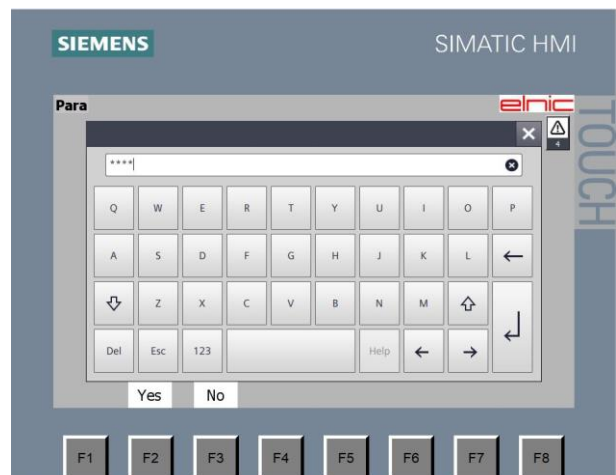 SIEMENS SIMATIC HMI
Para elnic
4
TOUCH
****
Q W E R T Y U I O P
A S D F G H J K L ←
Z X C V B N M
Del Esc 123 Help ← →
Yes No
F1 F2 F3 F4 F5 F6 F7 F8